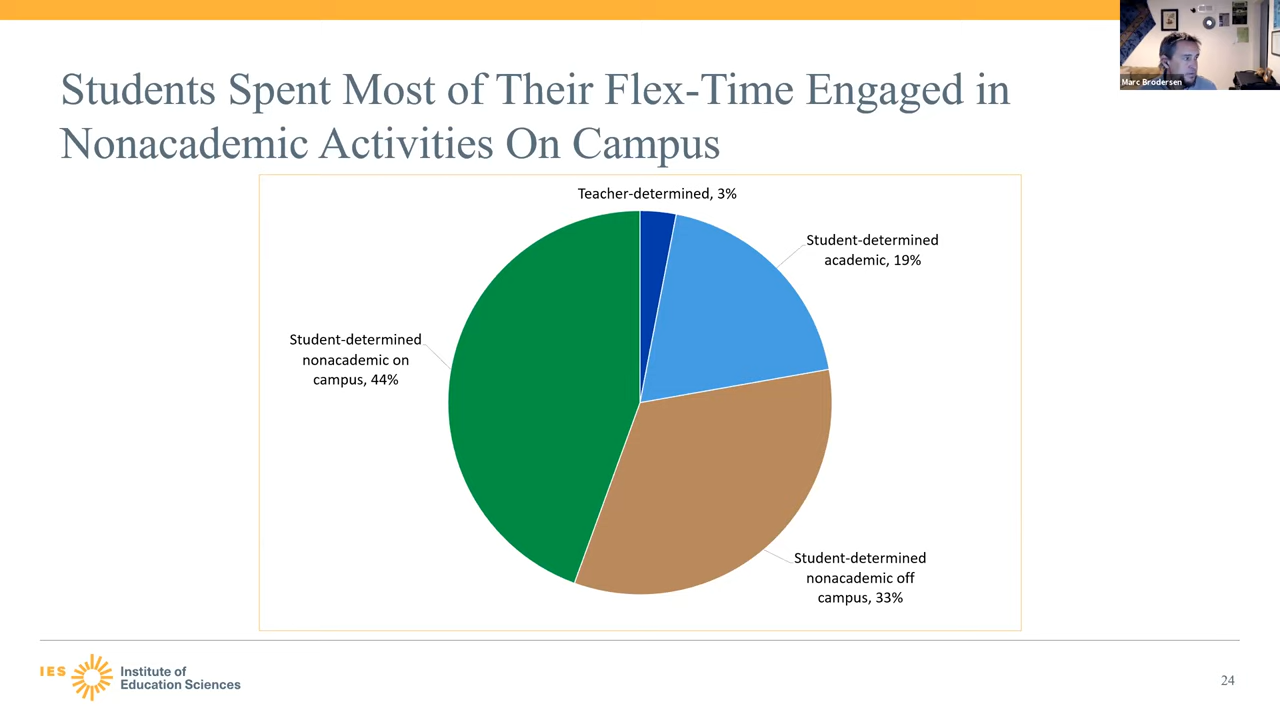 Marc Brodersen
Students Spent Most of Their Flex-Time Engaged in
Nonacademic Activities On Campus
Teacher-determined, 3%
Student-determined
academic, 19%
Student-determined
nonacademic on
campus, 44%
Student-determined
nonacademic off
campus, 33%
IES
Institute of
Education Sciences
24